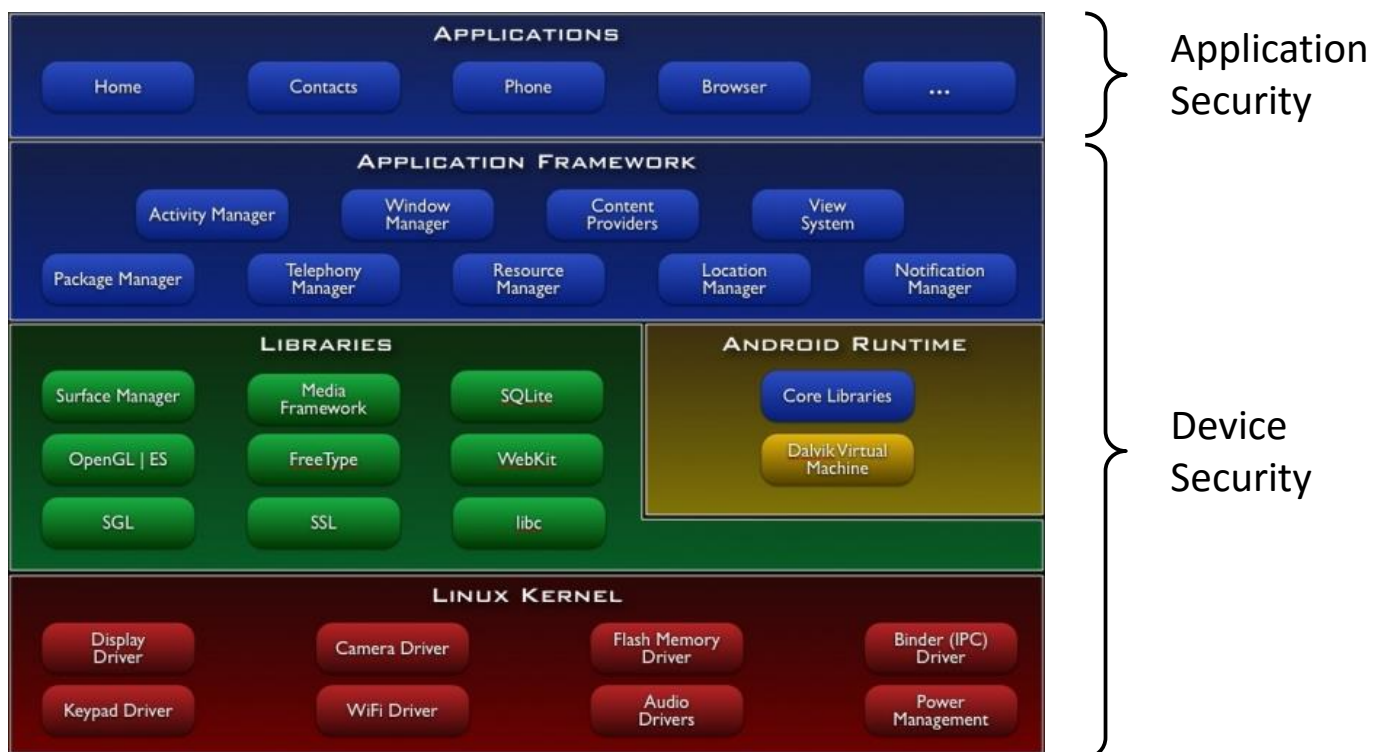 APPLICATIONS
Home
Contacts
Phone
Browser
...
Application
Security
APPLICATION FRAMEWORK
Activity Manager
Window
Manager
Content
Providers
View
System
Package Manager
Telephony
Manager
Resource
Manager
Location
Manager
Notification
Manager
LIBRARIES
Surface Manager
Media
Framework
SQLite
OpenGL | ES
FreeType
WebKit
SGL
SSL
libc
ANDROID RUNTIME
Core Libraries
Dalvik Virtual
Machine
Device
Security
LINUX KERNEL
Display
Driver
Camera Driver
Flash Memory
Driver
Binder (IPC)
Driver
Keypad Driver
WiFi Driver
Audio
Drivers
Power
Management